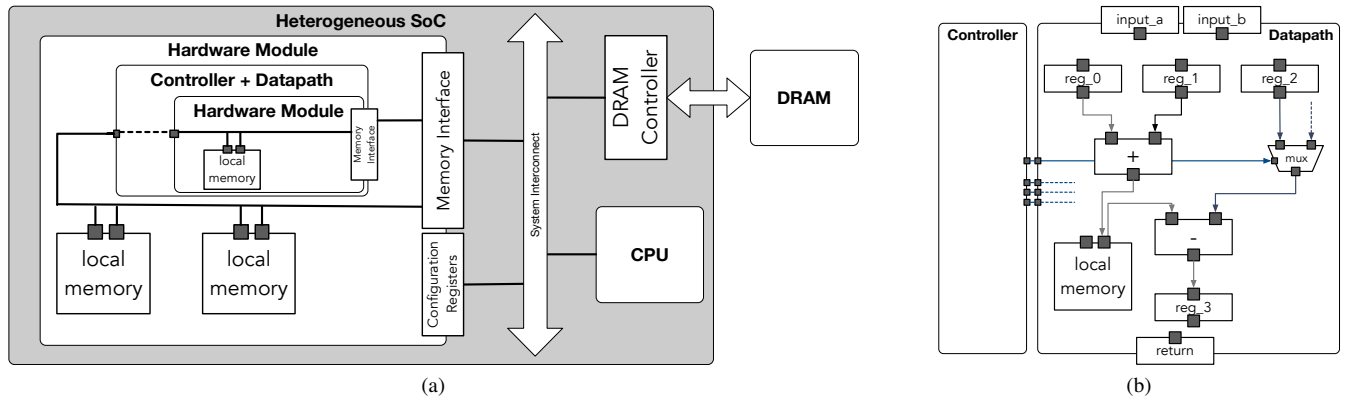 Heterogeneous SoC
Hardware Module
Controller + Datapath
Hardware Module
Memory
Interface
local
memory
Memory Interface
local
memory
local
memory
Configuration
Registers
System Interconnect
DRAM
Controller
DRAM
CPU
(a)
input_a
input_b
Controller
Datapath
reg_0
reg_1
reg_2
+
mux
-
local
memory
reg_3
return
(b)